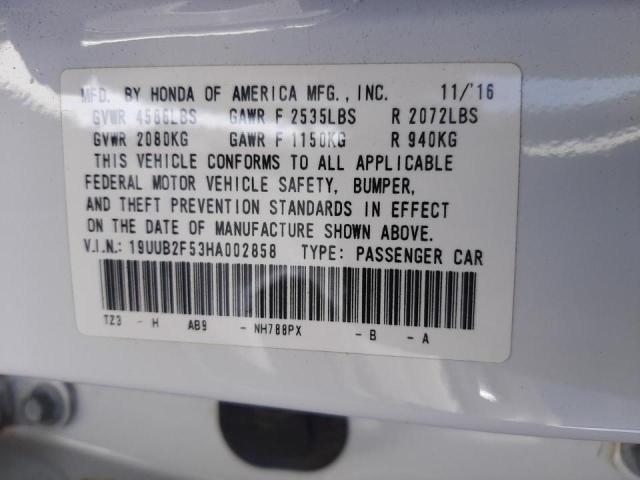 MFD. BY HONDA OF AMERICA MFG., INC. 11/'16
GVWR 4586LBS GAWR F 2535LBS R 2072LBS
GVWR 2080KG GAWR F 1150KG R 940KG
THIS VEHICLE CONFORMS TO ALL APPLICABLE
FEDERAL MOTOR VEHICLE SAFETY, BUMPER,
AND THEFT PREVENTION STANDARDS IN EFFECT
ON THE DATE OF MANUFACTURE SHOWN ABOVE.
V.I.N.: 19UUB2F53HA002858 TYPE: PASSENGER CAR
TZ3 - H AB9 - NH788PX - B - A